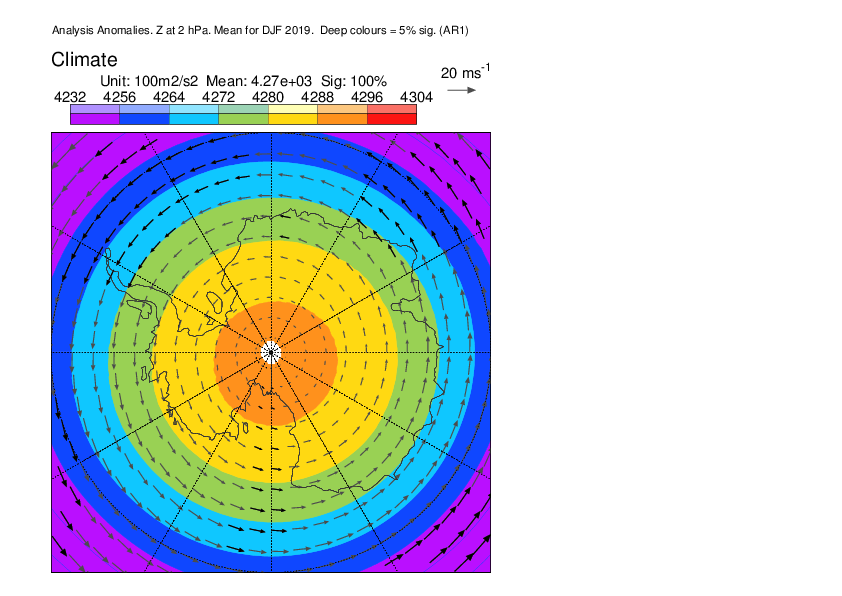 Analysis Anomalies. Z at 2 hPa. Mean for DJF 2019.  Deep colours = 5% sig. (AR1)
Climate
20 ms⁻¹
Unit: 100m2/s2  Mean: 4.27e+03  Sig: 100%
4232 4256 4264 4272 4280 4288 4296 4304